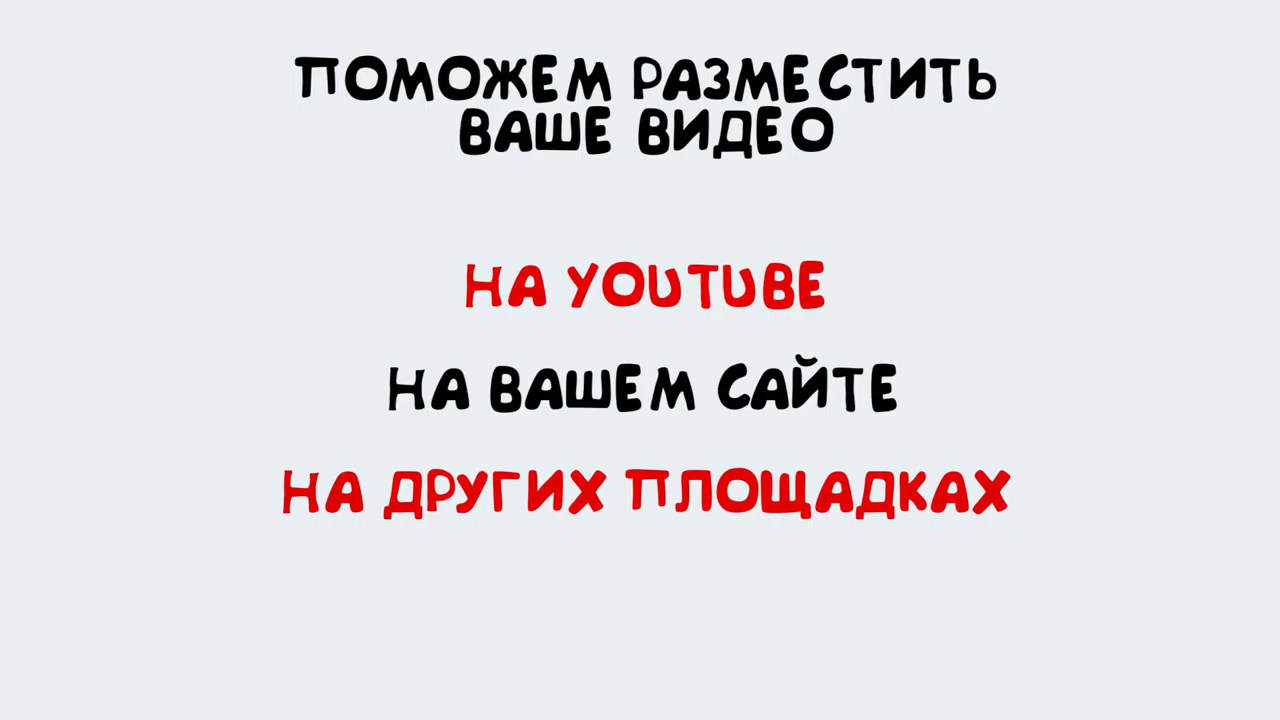 ПОМОЖЕМ РАЗМЕСТИТЬ
ВАШЕ ВИДЕО
НА YOUTUBE
НА ВАШЕМ САЙТЕ
НА ДРУГИХ ПЛОЩАДКАХ